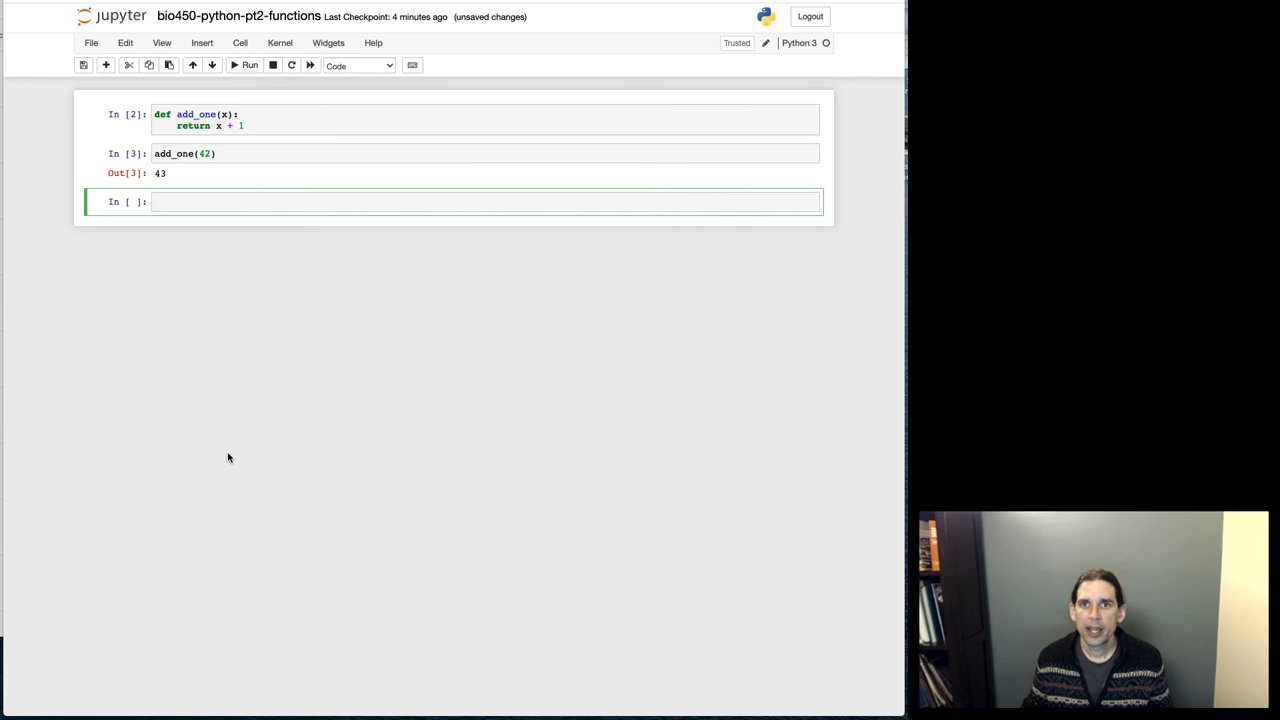 jupyter bio450-python-pt2-functions Last Checkpoint: 4 minutes ago (unsaved changes) Logout
File Edit View Insert Cell Kernel Widgets Help Trusted Python 3
Run Code
In [2]: def add_one(x):
return x + 1
In [3]: add_one(42)
Out[3]: 43
In [ ]: